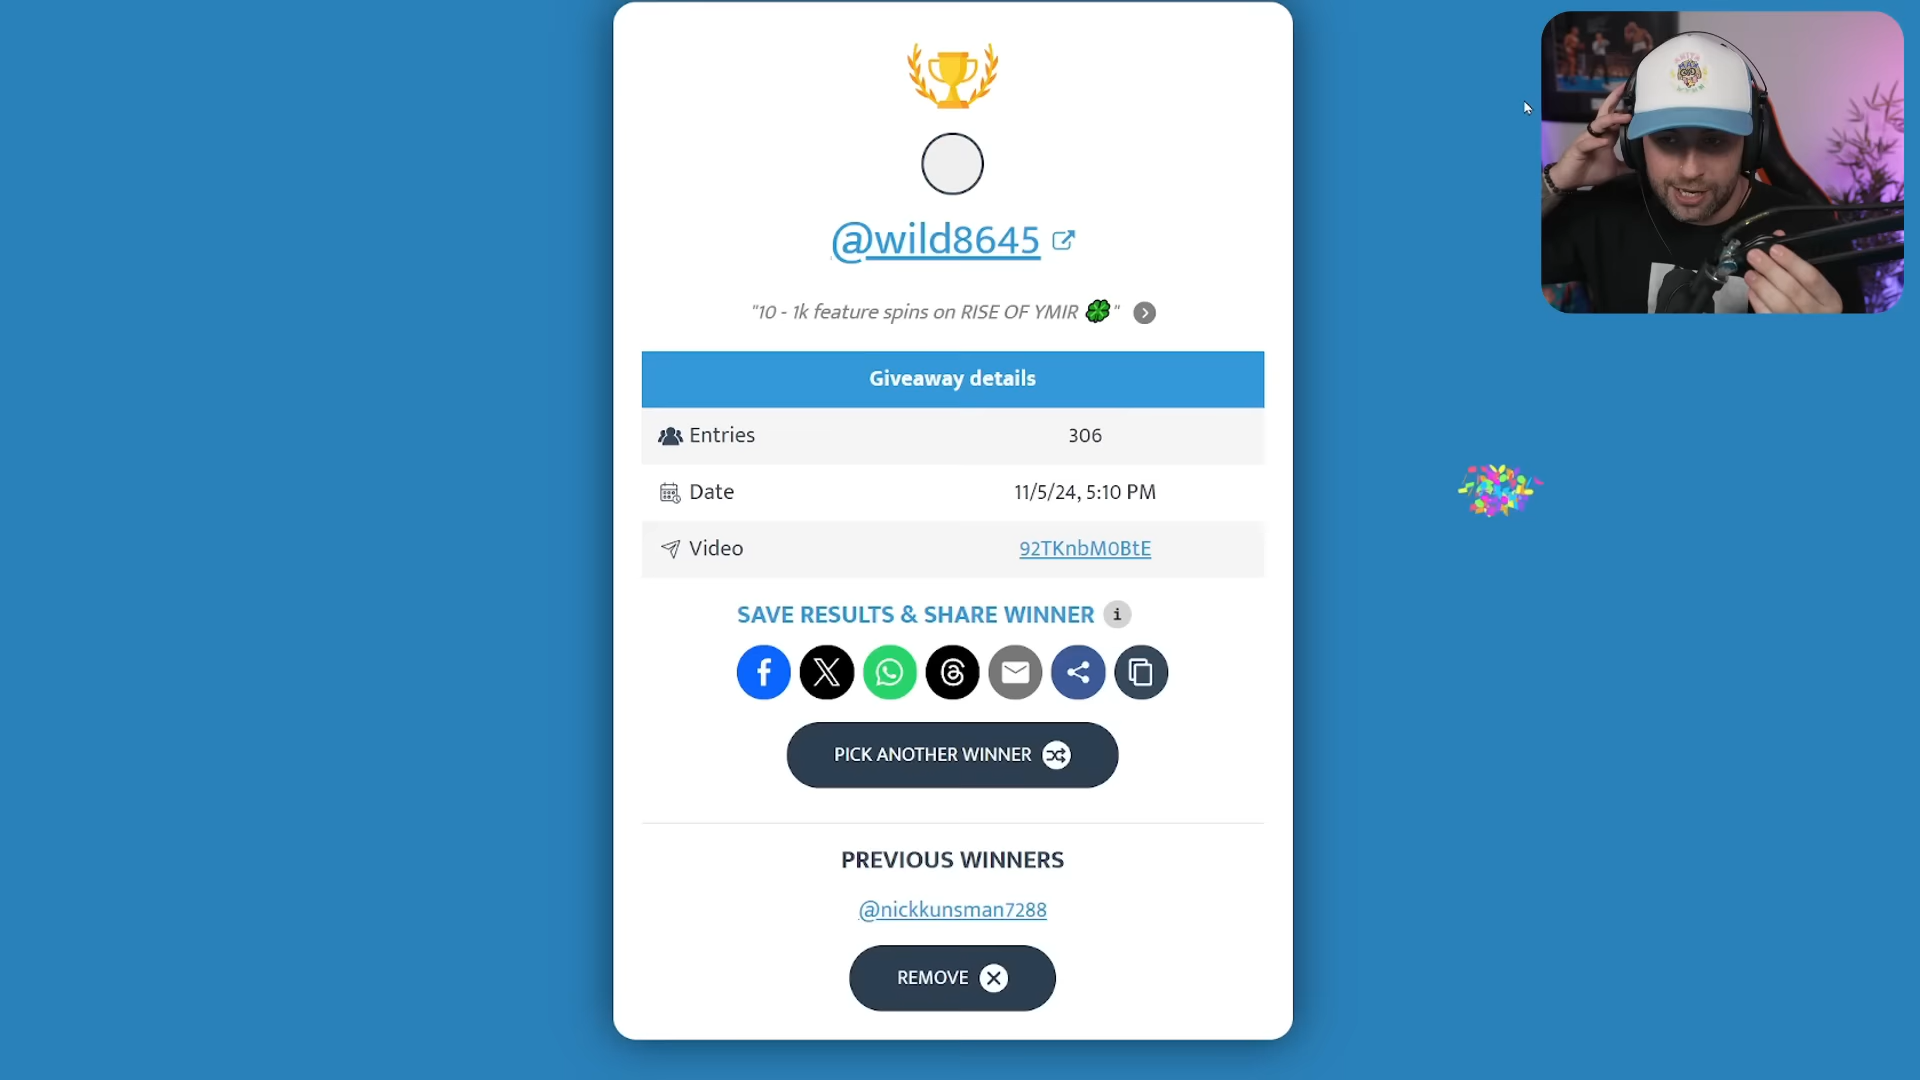 @wild8645
"10 - 1k feature spins on RISE OF YMIR 🍀"
Giveaway details
Entries 306
Date 11/5/24, 5:10 PM
Video 92TKnbM0BtE
SAVE RESULTS & SHARE WINNER i
PICK ANOTHER WINNER
PREVIOUS WINNERS
@nickkunsman7288
REMOVE